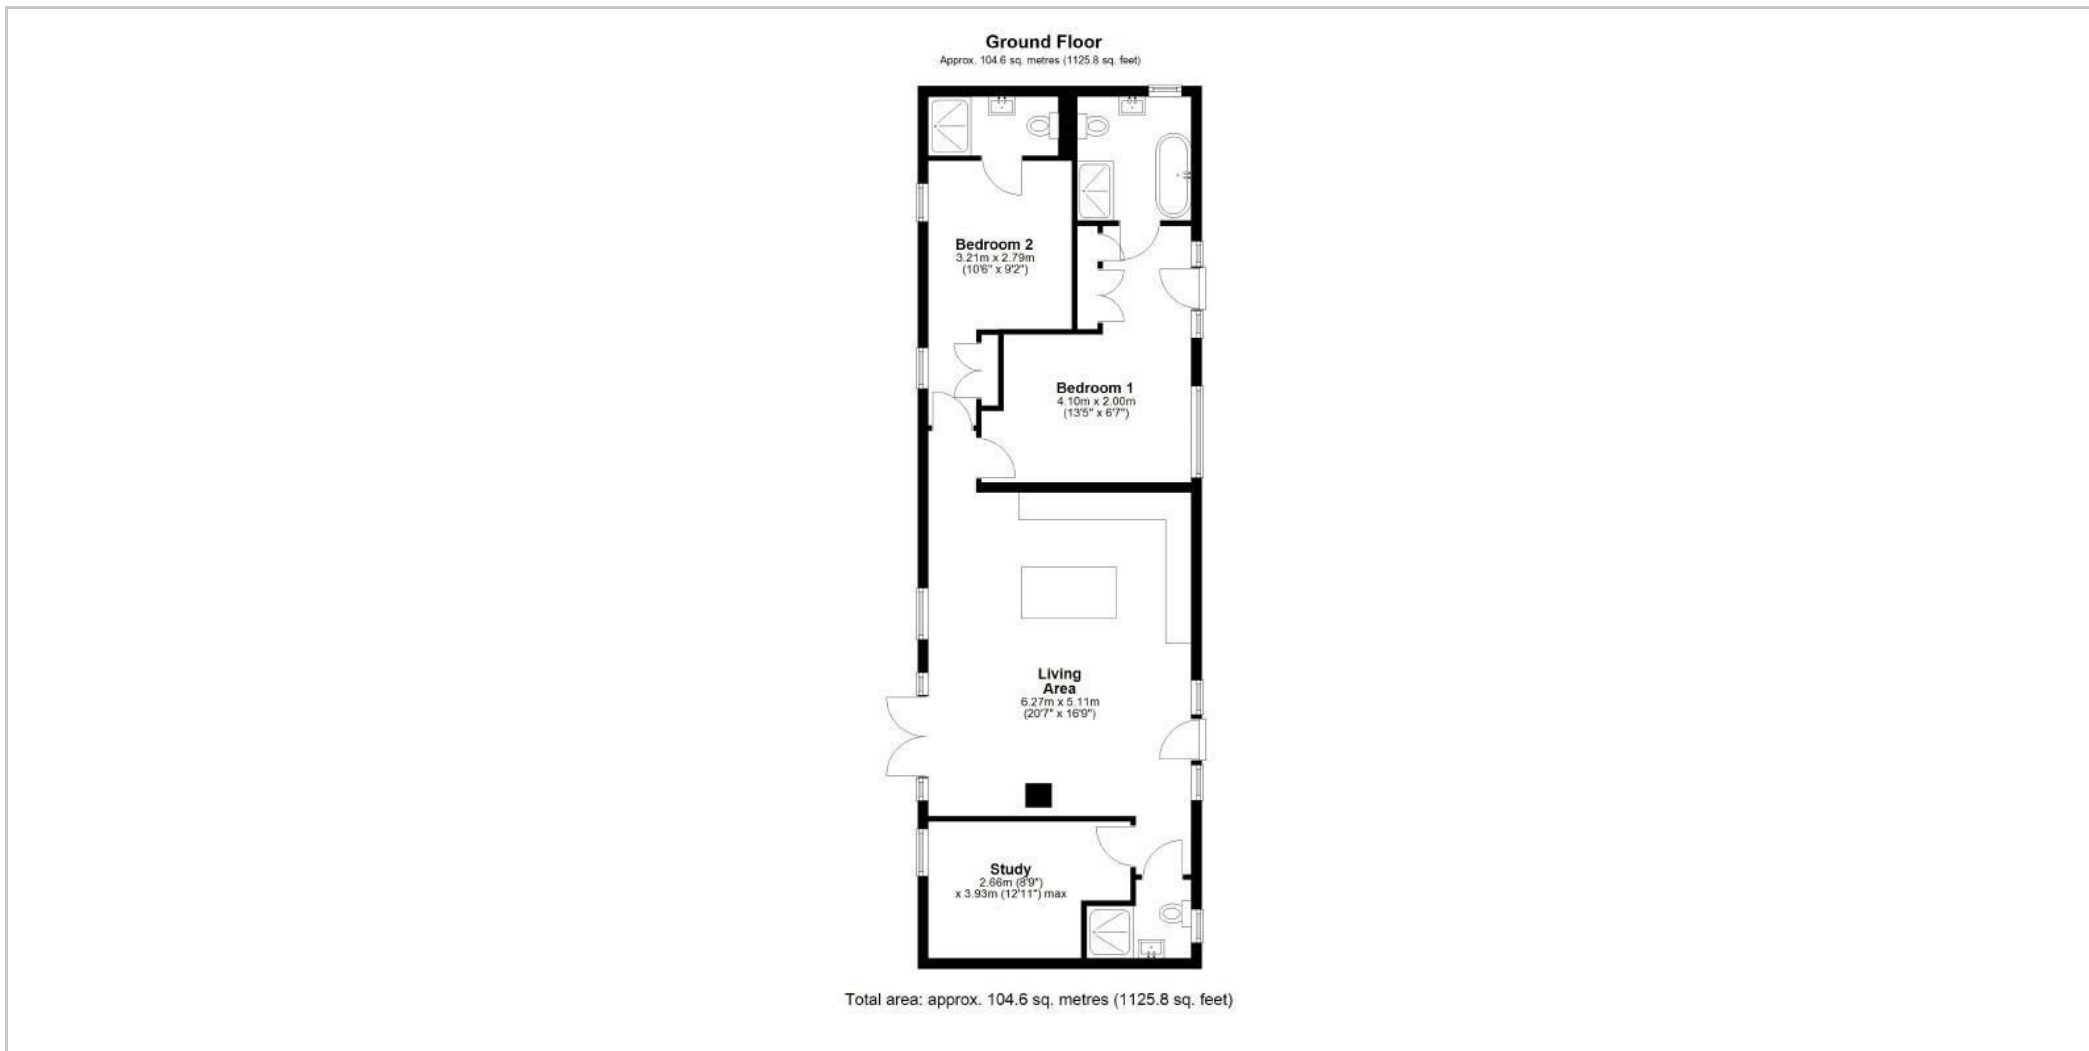 Ground Floor
Approx. 104.6 sq. metres (1125.8 sq. feet)
Bedroom 2
3.21m x 2.79m
(10'6" x 9'2")
Bedroom 1
4.10m x 2.00m
(13'5" x 6'7")
Living
Area
6.27m x 5.11m
(20'7" x 16'9")
Study
2.66m (8'9")
x 3.93m (12'11") max
Total area: approx. 104.6 sq. metres (1125.8 sq. feet)